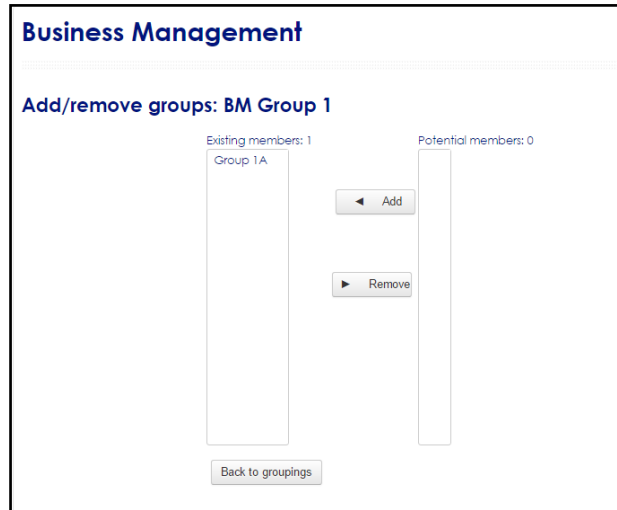 Business Management
Add/remove groups: BM Group 1
Existing members: 1
Potential members: 0
Group 1A
◄ Add
► Remove
Back to groupings